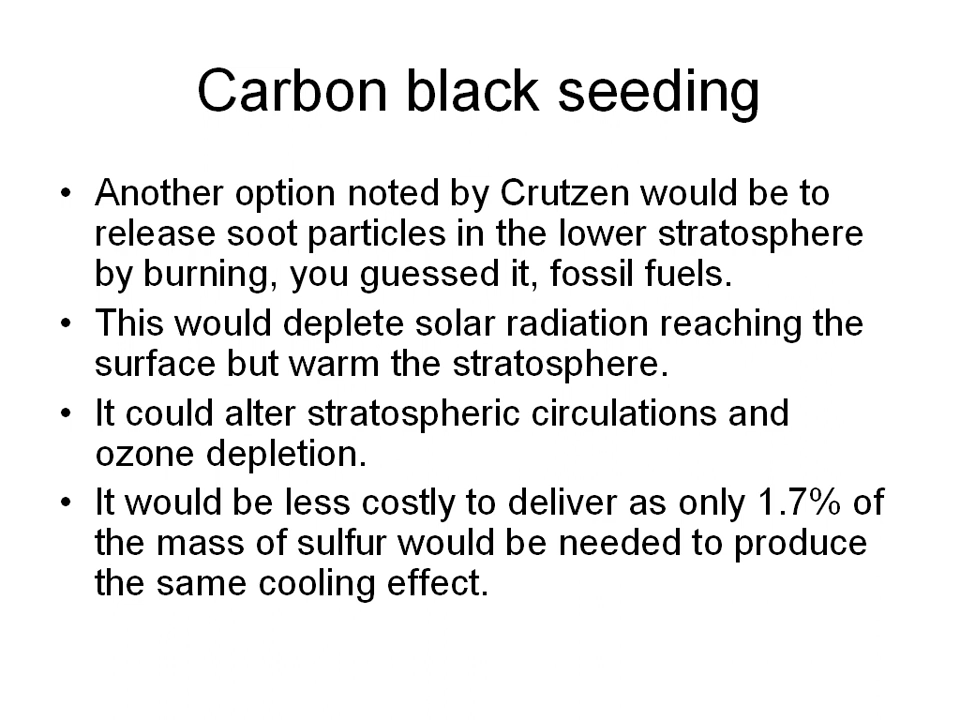 Carbon black seeding
• Another option noted by Crutzen would be to
release soot particles in the lower stratosphere
by burning, you guessed it, fossil fuels.
• This would deplete solar radiation reaching the
surface but warm the stratosphere.
• It could alter stratospheric circulations and
ozone depletion.
• It would be less costly to deliver as only 1.7% of
the mass of sulfur would be needed to produce
the same cooling effect.